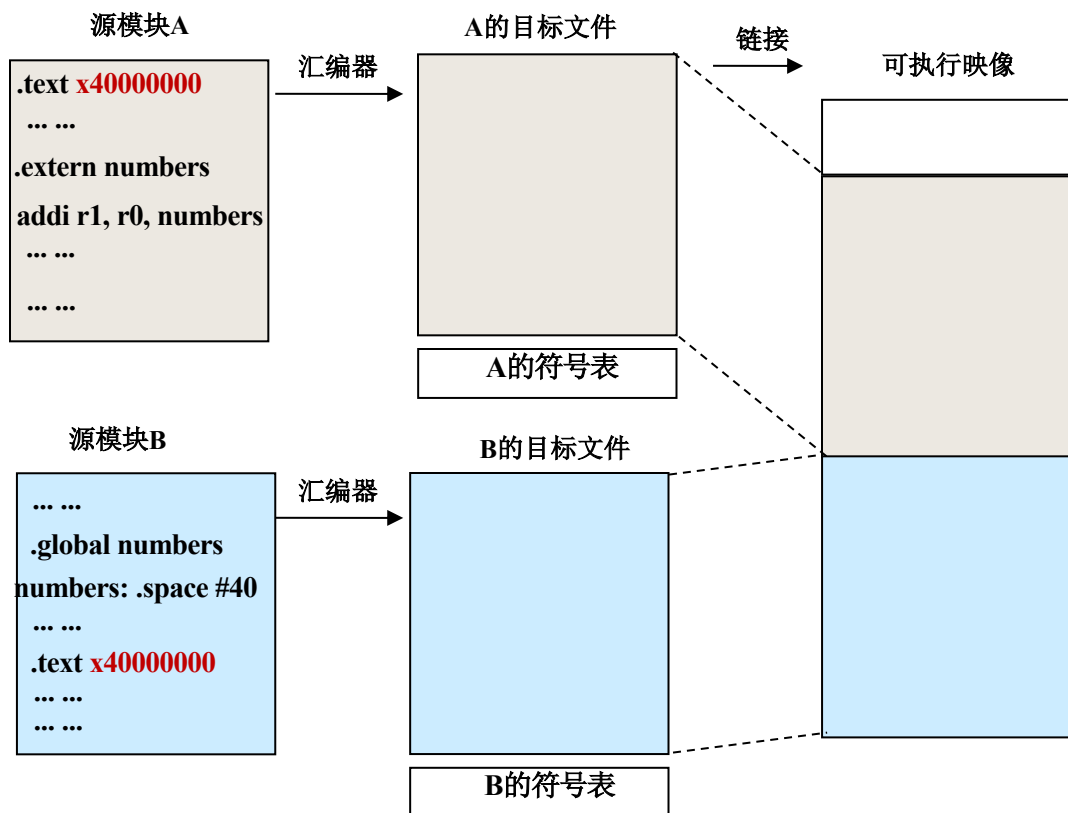 源模块A
.text x40000000
... ...
.extern numbers
addi r1, r0, numbers
... ...
... ...
汇编器
A的目标文件
A的符号表
链接
可执行映像
源模块B
... ...
.global numbers
numbers: .space #40
... ...
.text x40000000
... ...
... ...
汇编器
B的目标文件
B的符号表